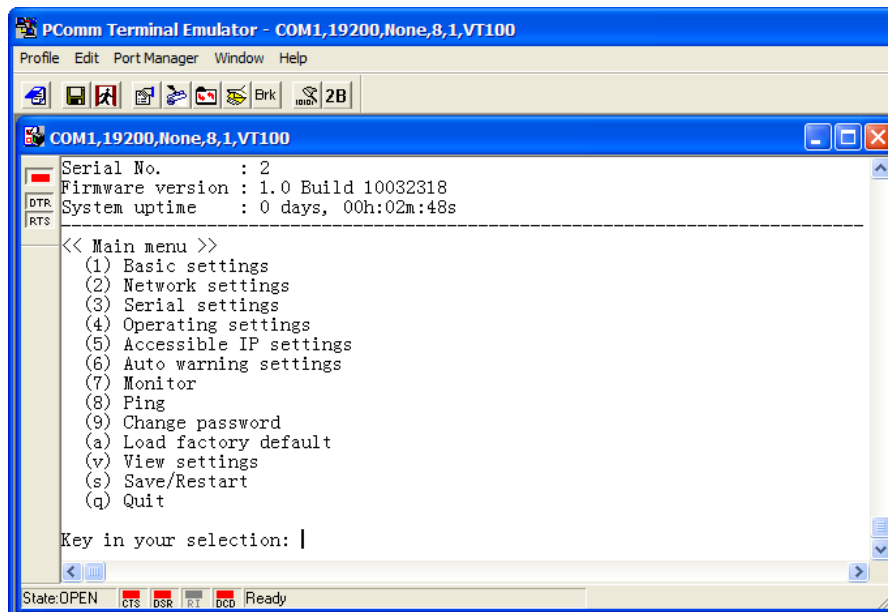 PComm Terminal Emulator - COM1,19200,None,8,1,VT100
Profile Edit Port Manager Window Help
Brk 2B
COM1,19200,None,8,1,VT100
DTR
RTS
Serial No. : 2
Firmware version : 1.0 Build 10032318
System uptime : 0 days, 00h:02m:48s
--------------------------------------------------------------------------------
<< Main menu >>
(1) Basic settings
(2) Network settings
(3) Serial settings
(4) Operating settings
(5) Accessible IP settings
(6) Auto warning settings
(7) Monitor
(8) Ping
(9) Change password
(a) Load factory default
(v) View settings
(s) Save/Restart
(q) Quit
Key in your selection:
State:OPEN CTS DSR RI DCD Ready